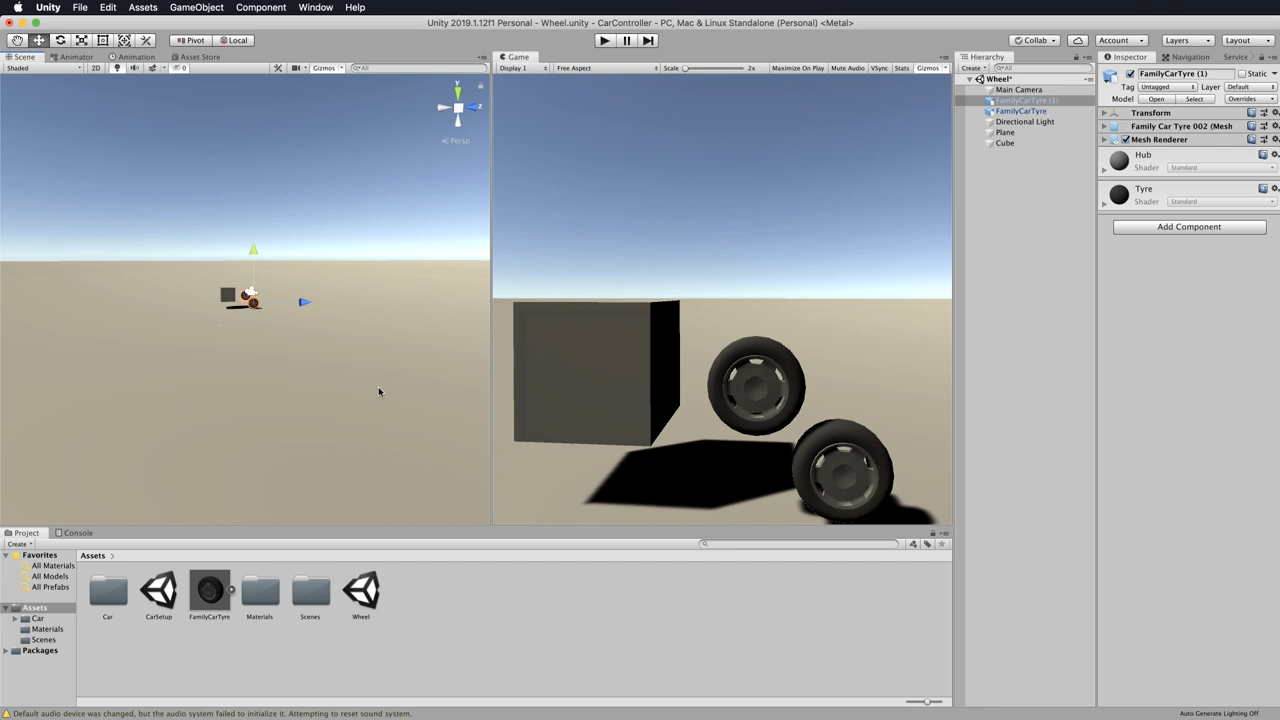 Unity File Edit Assets GameObject Component Window Help
Unity 2019.1.12f1 Personal - Wheel.unity - CarController - PC, Mac & Linux Standalone (Personal) <Metal>
Pivot Local Collab Account Layers Layout
Scene Animator Animation Asset Store
Shaded 2D 0 Gizmos All
y
z
Persp
Game
Display 1 Free Aspect Scale 2x Maximize On Play Mute Audio VSync Stats Gizmos
Hierarchy
Create All
Wheel*
Main Camera
FamilyCarTyre (1)
FamilyCarTyre
Directional Light
Plane
Cube
Inspector Navigation Service
FamilyCarTyre (1) Static
Tag Untagged Layer Default
Model Open Select Overrides
Transform
Family Car Tyre 002 (Mesh
Mesh Renderer
Hub
Shader Standard
Tyre
Shader Standard
Add Component
Project Console
Create
Favorites
All Materials
All Models
All Prefabs
Assets
Car
Materials
Scenes
Packages
Assets
Car CarSetup FamilyCarTyre Materials Scenes Wheel
Default audio device was changed, but the audio system failed to initialize it. Attempting to reset sound system.
Auto Generate Lighting Off